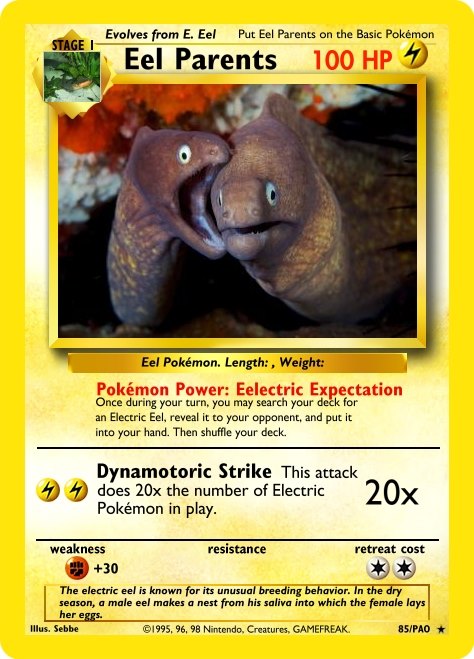 Evolves from E. Eel Put Eel Parents on the Basic Pokémon
STAGE 1
Eel Parents 100 HP
Eel Pokémon. Length: , Weight:
Pokémon Power: Eelectric Expectation
Once during your turn, you may search your deck for
an Electric Eel, reveal it to your opponent, and put it
into your hand. Then shuffle your deck.
Dynamotoric Strike This attack
does 20x the number of Electric
Pokémon in play.
20x
weakness resistance retreat cost
+30
The electric eel is known for its unusual breeding behavior. In the dry
season, a male eel makes a nest from his saliva into which the female lays
her eggs.
Illus. Sebbe ©1995, 96, 98 Nintendo, Creatures, GAMEFREAK. 85/PAO ★